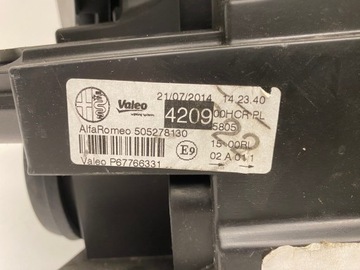 Valeo 21/07/2014 14 23.40
4209 00HCR PL
AlfaRomeo 505278130 5805
E9 15 00RL
Valeo P67766331 02 A 01 1